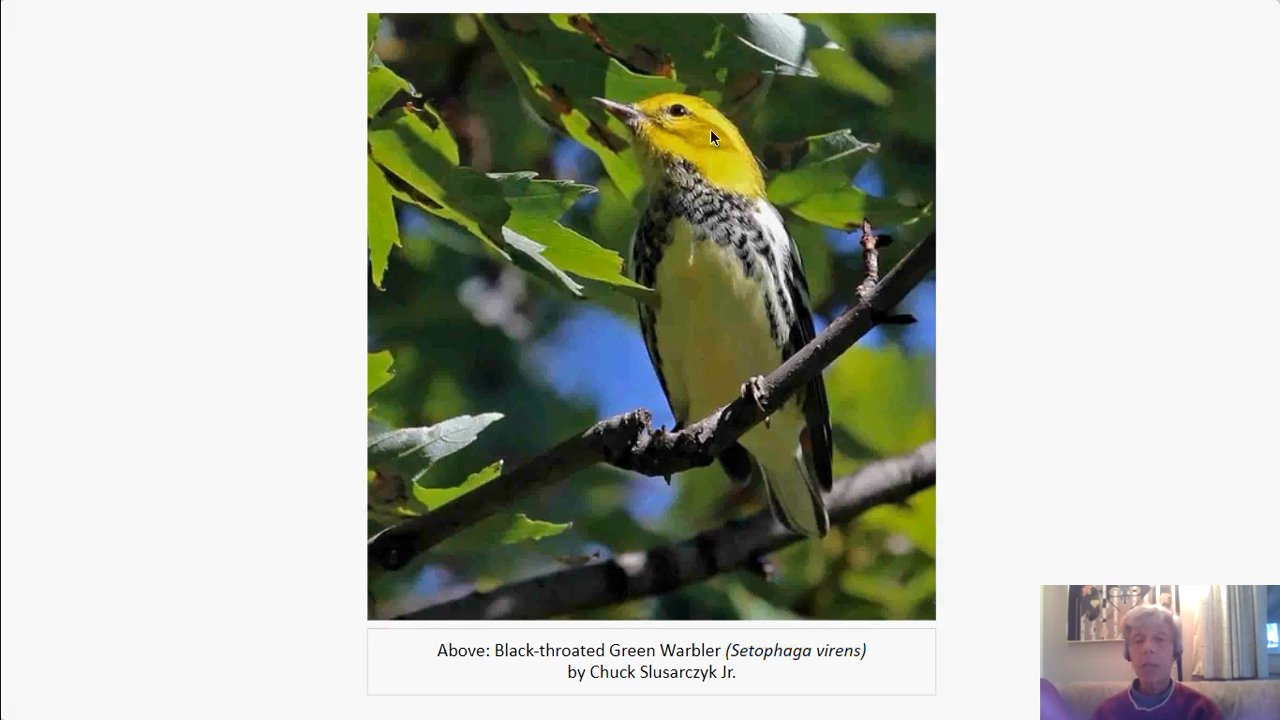 Above: Black-throated Green Warbler (Setophaga virens)
by Chuck Slusarczyk Jr.